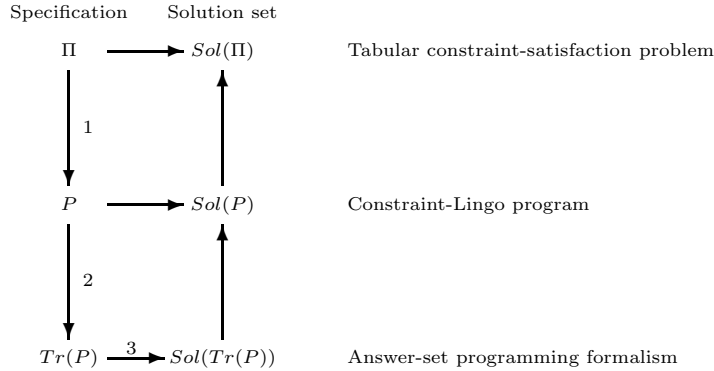 Specification Solution set
Π Sol(Π) Tabular constraint-satisfaction problem
1
P Sol(P) Constraint-Lingo program
2
Tr(P) 3 Sol(Tr(P)) Answer-set programming formalism